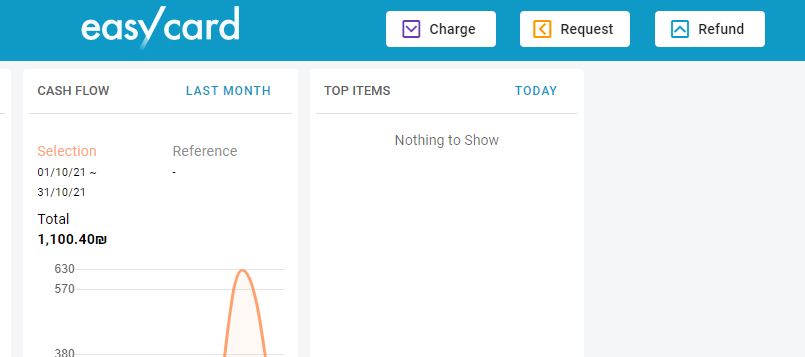 easycard
Charge
Request
Refund
CASH FLOW
LAST MONTH
TOP ITEMS
TODAY
Selection
Reference
01/10/21 ~
31/10/21
-
Total
1,100.40₪
630
570
380
Nothing to Show